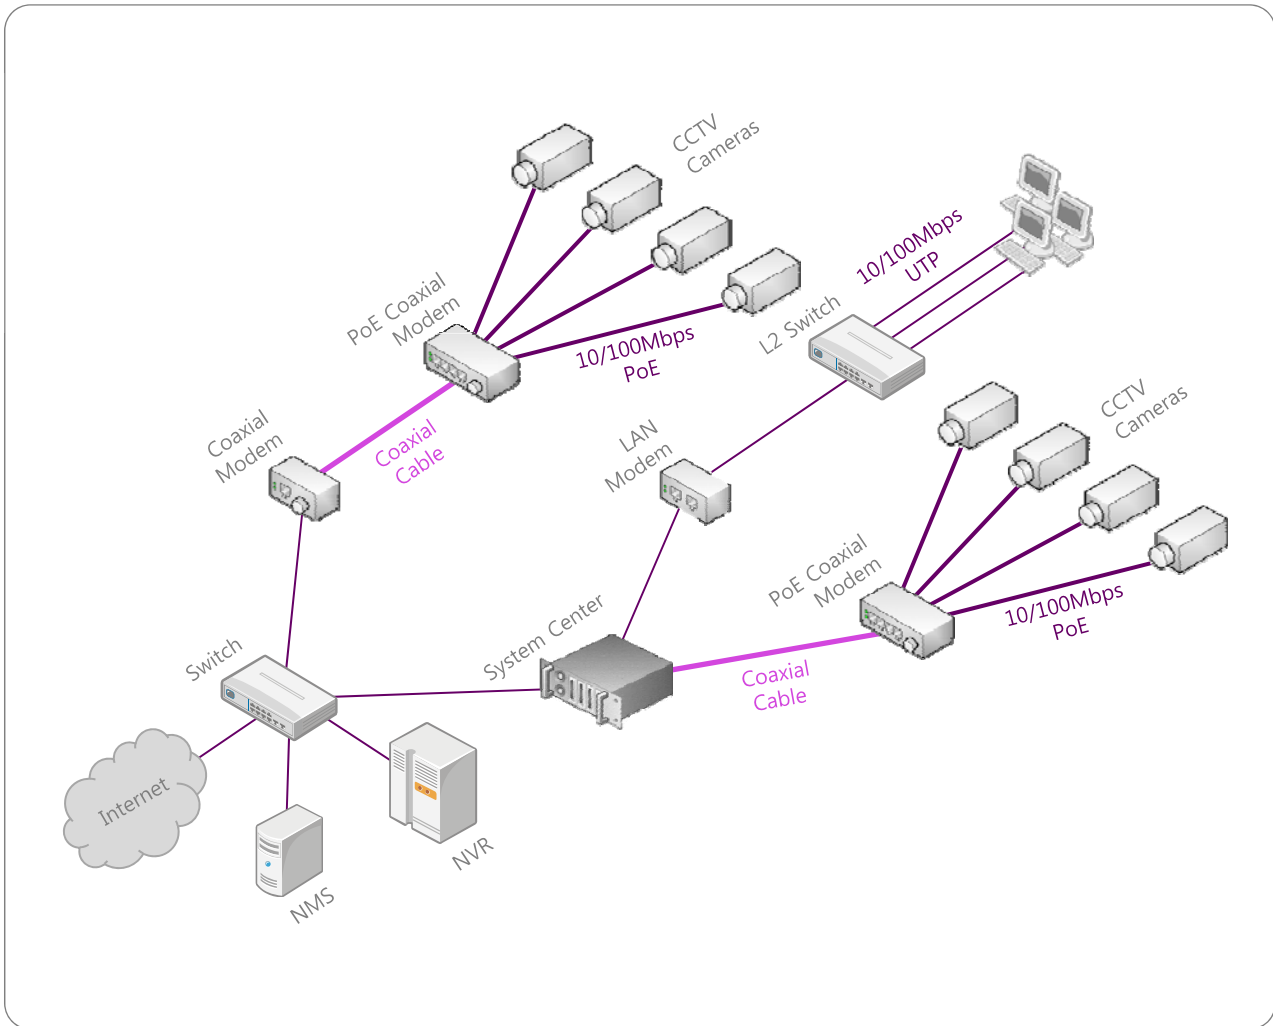 CCTV
Cameras
10/100Mbps
UTP
PoE Coaxial
Modem
L2 Switch
10/100Mbps
PoE
Coaxial
Modem
Coaxial
Cable
LAN
Modem
CCTV
Cameras
PoE Coaxial
Modem
10/100Mbps
PoE
System Center
Switch
Coaxial
Cable
Internet
NVR
NMS